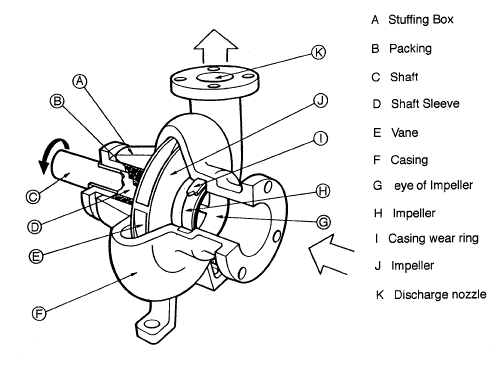 A Stuffing Box
B Packing
C Shaft
D Shaft Sleeve
E Vane
F Casing
G eye of Impeller
H Impeller
I Casing wear ring
J Impeller
K Discharge nozzle
K
A
J
B
I
H
C
G
D
E
F